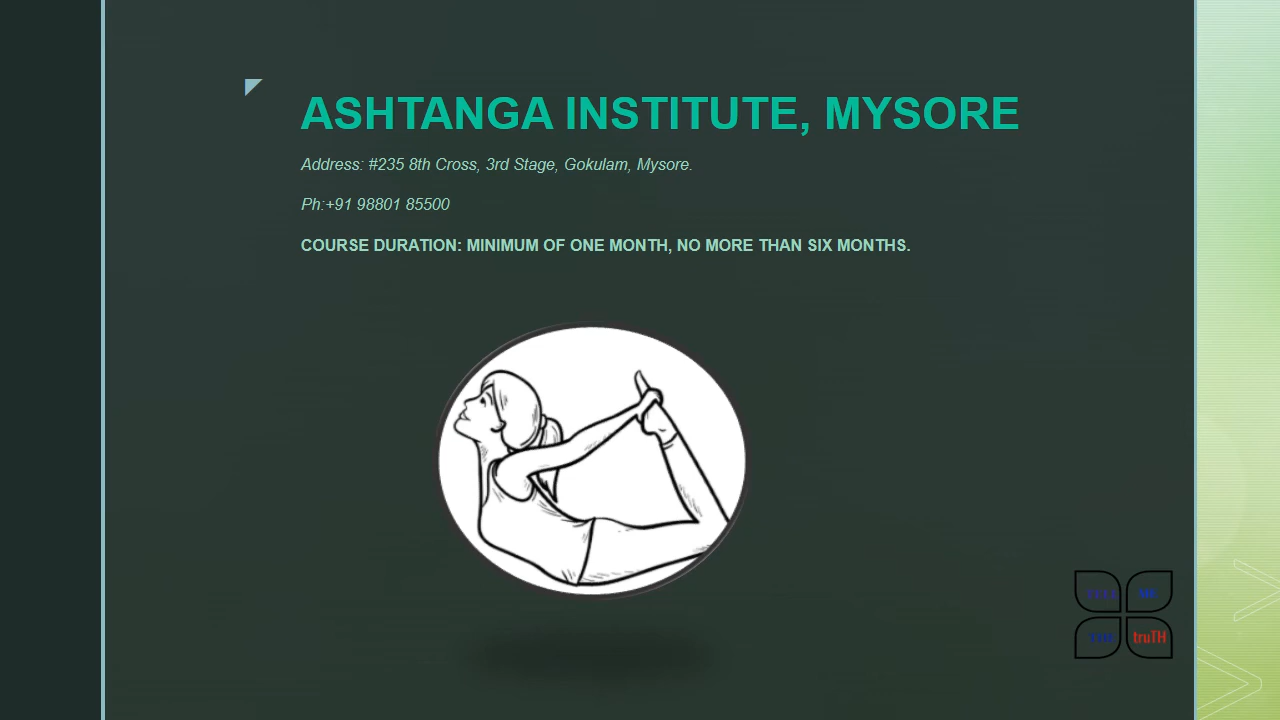 ASHTANGA INSTITUTE, MYSORE
Address: #235 8th Cross, 3rd Stage, Gokulam, Mysore.
Ph:+91 98801 85500
COURSE DURATION: MINIMUM OF ONE MONTH, NO MORE THAN SIX MONTHS.
truTH